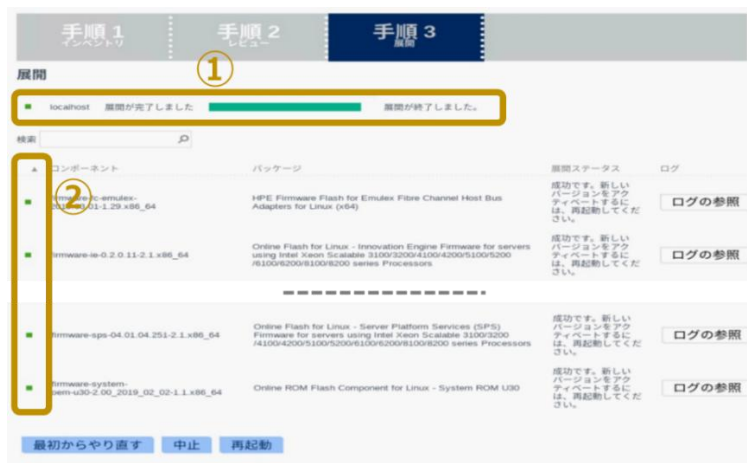 手順 1
インベントリ
手順 2
レビュー
手順 3
展開
①
展開
localhost 展開が完了しました 展開が終了しました。
検索
▲ コンポーネント パッケージ 展開ステータス ログ
②
firmware-fc-emulex-
HPE Firmware Flash for Emulex Fibre Channel Host Bus
Adapters for Linux (x64)
成功です。新しい
バージョンをアク
ティベートするに
は、再起動してくだ
さい。
ログの参照
firmware-ie-0.2.0.11-2.1.x86_64
Online Flash for Linux - Innovation Engine Firmware for servers
using Intel Xeon Scalable 3100/3200/4100/4200/5100/5200
/6100/6200/8100/8200 series Processors
成功です。新しい
バージョンをアク
ティベートするに
は、再起動してくだ
さい。
ログの参照
firmware-sps-04.01.04.251-2.1.x86_64
Online Flash for Linux - Server Platform Services (SPS)
Firmware for servers using Intel Xeon Scalable 3100/3200
/4100/4200/5100/5200/6100/6200/8100/8200 series Processors
成功です。新しい
バージョンをアク
ティベートするに
は、再起動してくだ
さい。
ログの参照
firmware-system-
oem-u30-2.00_2019_02_02-1.1.x86_64
Online ROM Flash Component for Linux - System ROM U30
成功です。新しい
バージョンをアク
ティベートするに
は、再起動してくだ
さい。
ログの参照
最初からやり直す 中止 再起動